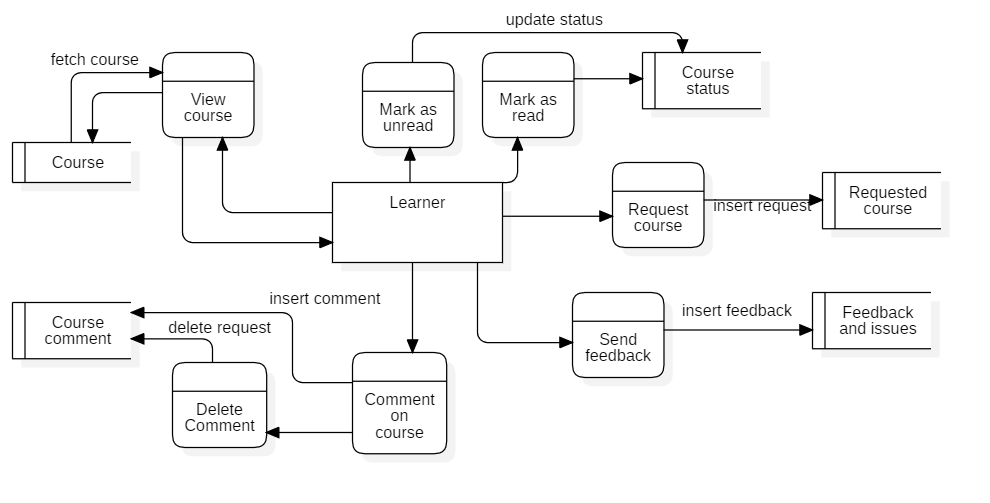 update status
fetch course
View
course
Mark as
unread
Mark as
read
Course
status
Course
Learner
Request
course
insert request
Requested
course
insert comment
Course
comment
delete request
insert feedback
Feedback
and issues
Send
feedback
Delete
Comment
Comment
on
course